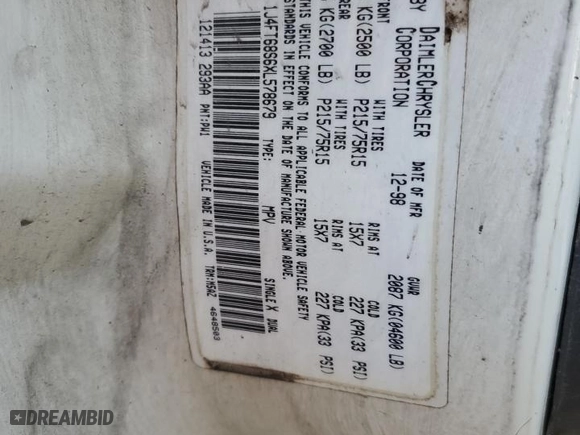 BY DAIMLERCHRYSLER CORPORATION
DATE OF MFR 12-98
GVWR 2087 KG(04600 LB)
FRONT KG(2500 LB)
WITH TIRES P215/75R15
RIMS AT 15X7
COLD 227 KPA(33 PSI)
REAR KG(2700 LB)
WITH TIRES P215/75R15
RIMS AT 15X7
COLD 227 KPA(33 PSI)
THIS VEHICLE CONFORMS TO ALL APPLICABLE FEDERAL MOTOR VEHICLE SAFETY
STANDARDS IN EFFECT ON THE DATE OF MANUFACTURE SHOWN ABOVE.
1J4FT68S6XL578679 TYPE: MPV SINGLE X DUAL
121413 293AA PNT:PW1 VEHICLE MADE IN U.S.A. TRM:M5AZ 4648503
DREAMBID